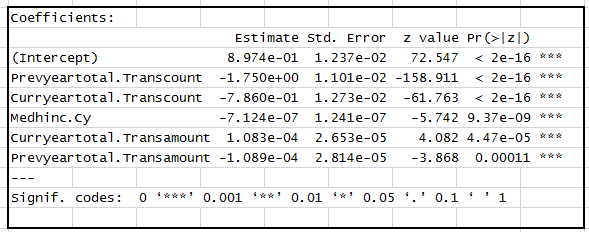 Coefficients:
Estimate Std. Error z value Pr(>|z|)
(Intercept) 8.974e-01 1.237e-02 72.547 < 2e-16 ***
Prevyeartotal.Transcount -1.750e+00 1.101e-02 -158.911 < 2e-16 ***
Curryeartotal.Transcount -7.860e-01 1.273e-02 -61.763 < 2e-16 ***
Medhinc.Cy -7.124e-07 1.241e-07 -5.742 9.37e-09 ***
Curryeartotal.Transamount 1.083e-04 2.653e-05 4.082 4.47e-05 ***
Prevyeartotal.Transamount -1.089e-04 2.814e-05 -3.868 0.00011 ***
---
Signif. codes: 0 ‘***’ 0.001 ‘**’ 0.01 ‘*’ 0.05 ‘.’ 0.1 ‘ ’ 1